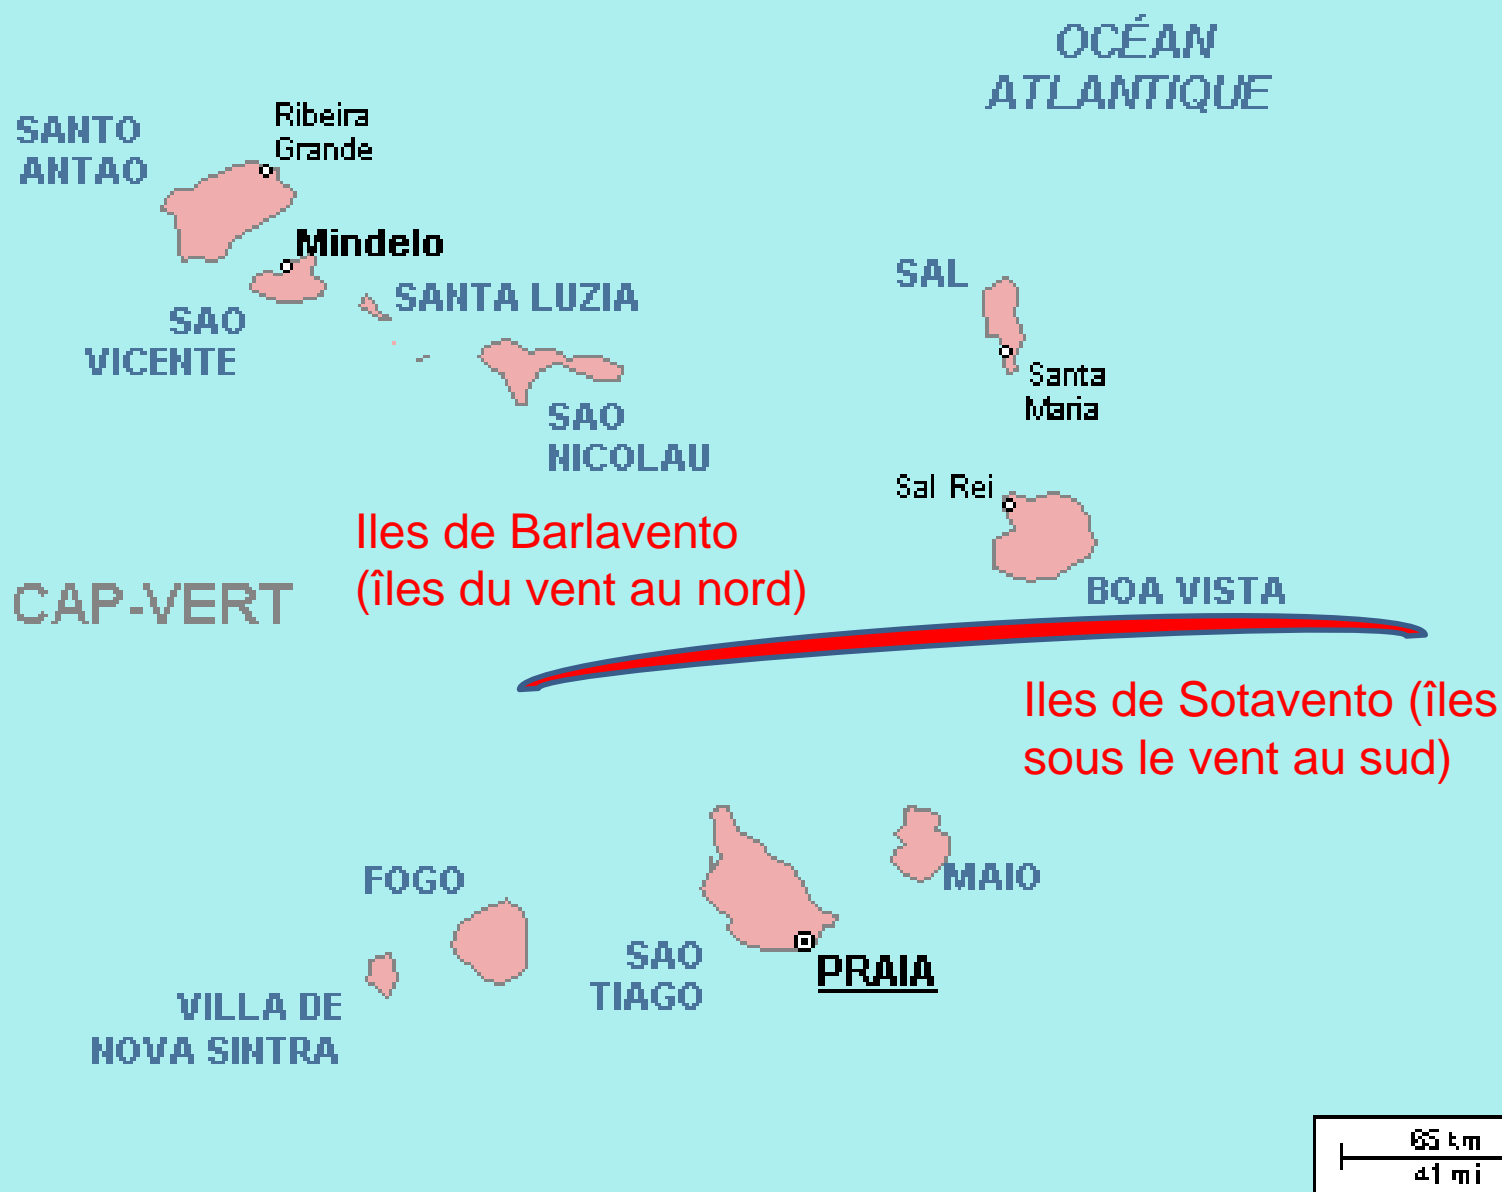 OCÉAN
ATLANTIQUE
Ribeira
Grande
SANTO
ANTAO
Mindelo
SAO
VICENTE
SANTA LUZIA
SAO
NICOLAU
SAL
Santa
Maria
Sal Rei
BOA VISTA
Iles de Barlavento
(îles du vent au nord)
CAP-VERT
Iles de Sotavento (îles
sous le vent au sud)
FOGO
MAIO
SAO
TIAGO
PRAIA
VILLA DE
NOVA SINTRA
65 km
41 mi